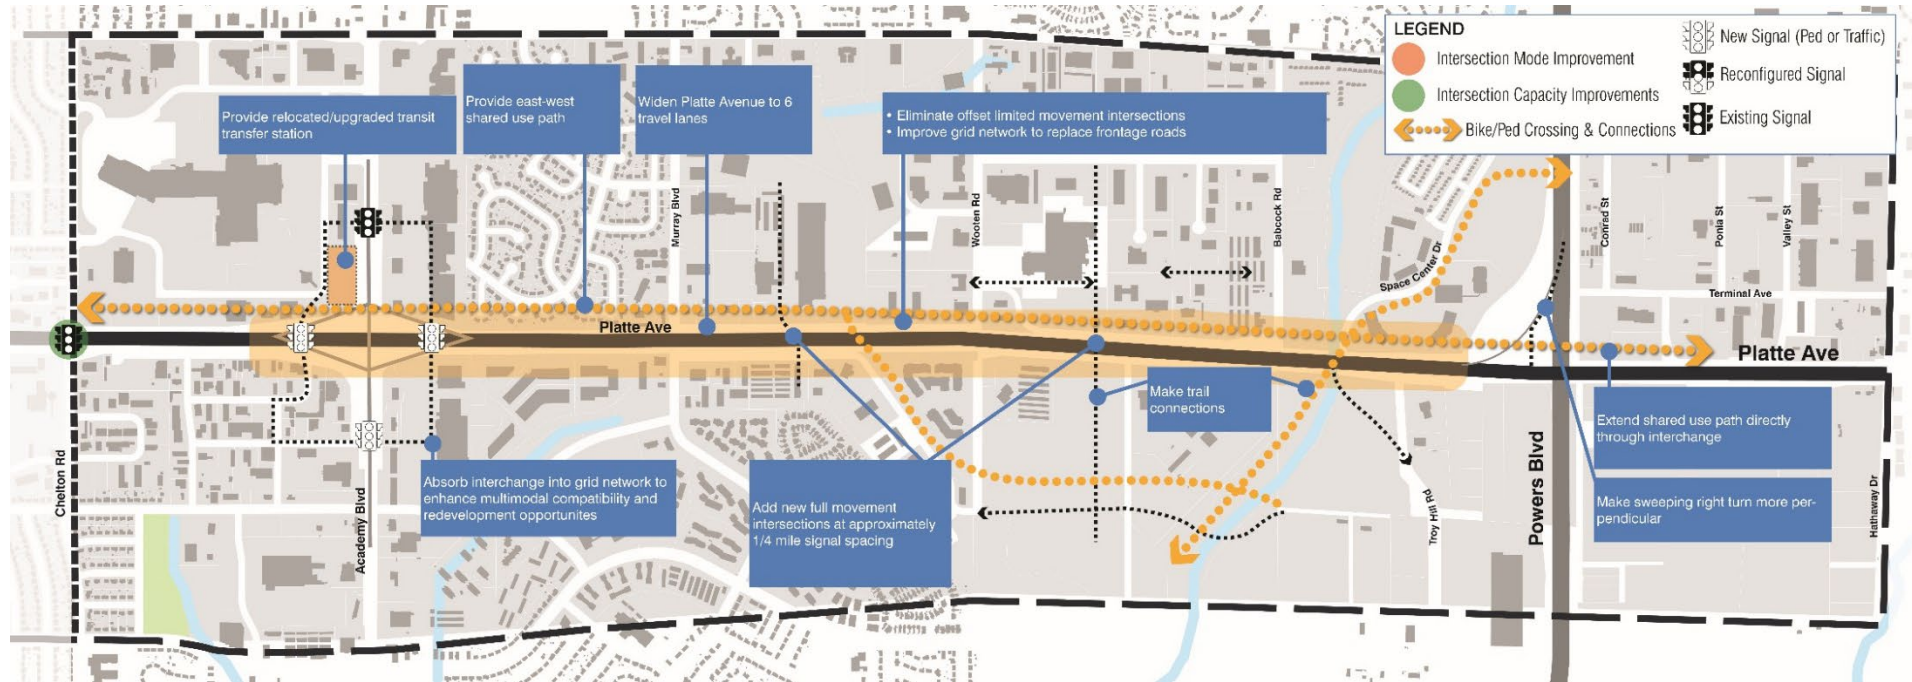 LEGEND
Intersection Mode Improvement
Intersection Capacity Improvements
Bike/Ped Crossing & Connections
New Signal (Ped or Traffic)
Reconfigured Signal
Existing Signal
Provide relocated/upgraded transit
transfer station
Provide east-west
shared use path
Widen Platte Avenue to 6
travel lanes
• Eliminate offset limited movement intersections
• Improve grid network to replace frontage roads
Murray Blvd
Wooten Rd
Babcock Rd
Space Center Dr
Conrad St
Ponia St
Valley St
Terminal Ave
Platte Ave
Platte Ave
Make trail
connections
Extend shared use path directly
through interchange
Make sweeping right turn more per-
pendicular
Absorb interchange into grid network to
enhance multimodal compatibility and
redevelopment opportunites
Add new full movement
intersections at approximately
1/4 mile signal spacing
Chelton Rd
Academy Blvd
Troy Hill Rd
Powers Blvd
Hathaway Dr